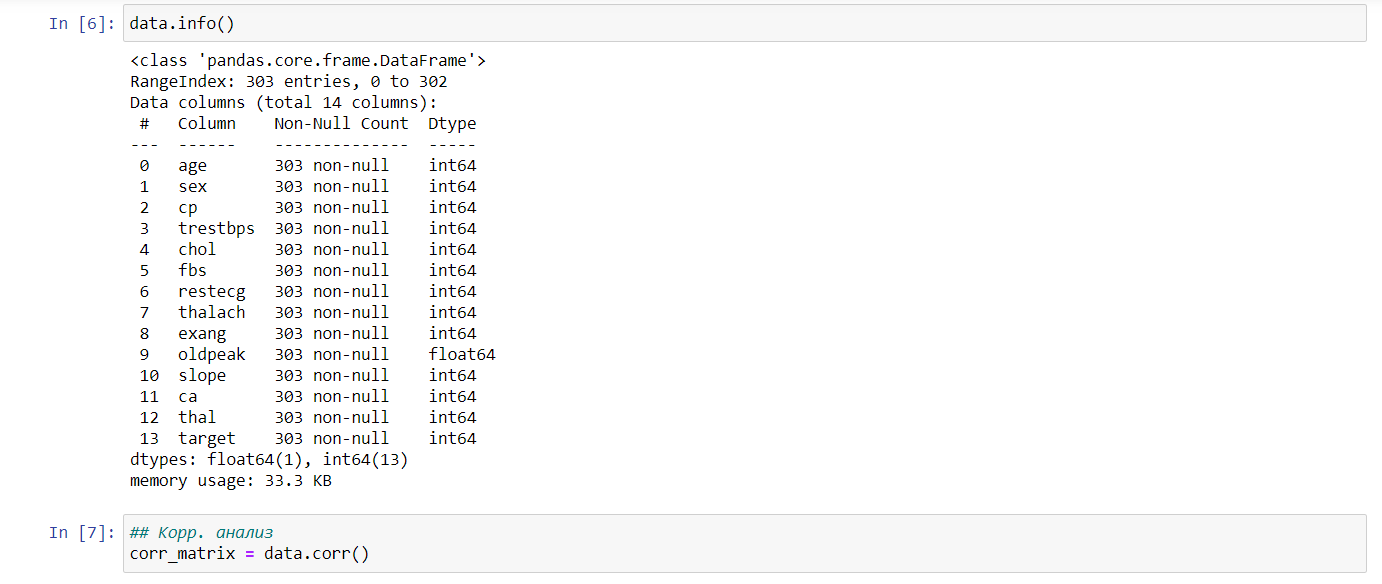 In [6]: data.info()
<class 'pandas.core.frame.DataFrame'>
RangeIndex: 303 entries, 0 to 302
Data columns (total 14 columns):
 #   Column    Non-Null Count  Dtype
---  ------    --------------  -----
 0   age       303 non-null    int64
 1   sex       303 non-null    int64
 2   cp        303 non-null    int64
 3   trestbps  303 non-null    int64
 4   chol      303 non-null    int64
 5   fbs       303 non-null    int64
 6   restecg   303 non-null    int64
 7   thalach   303 non-null    int64
 8   exang     303 non-null    int64
 9   oldpeak   303 non-null    float64
 10  slope     303 non-null    int64
 11  ca        303 non-null    int64
 12  thal      303 non-null    int64
 13  target    303 non-null    int64
dtypes: float64(1), int64(13)
memory usage: 33.3 KB
In [7]: ## Корр. анализ
corr_matrix = data.corr()